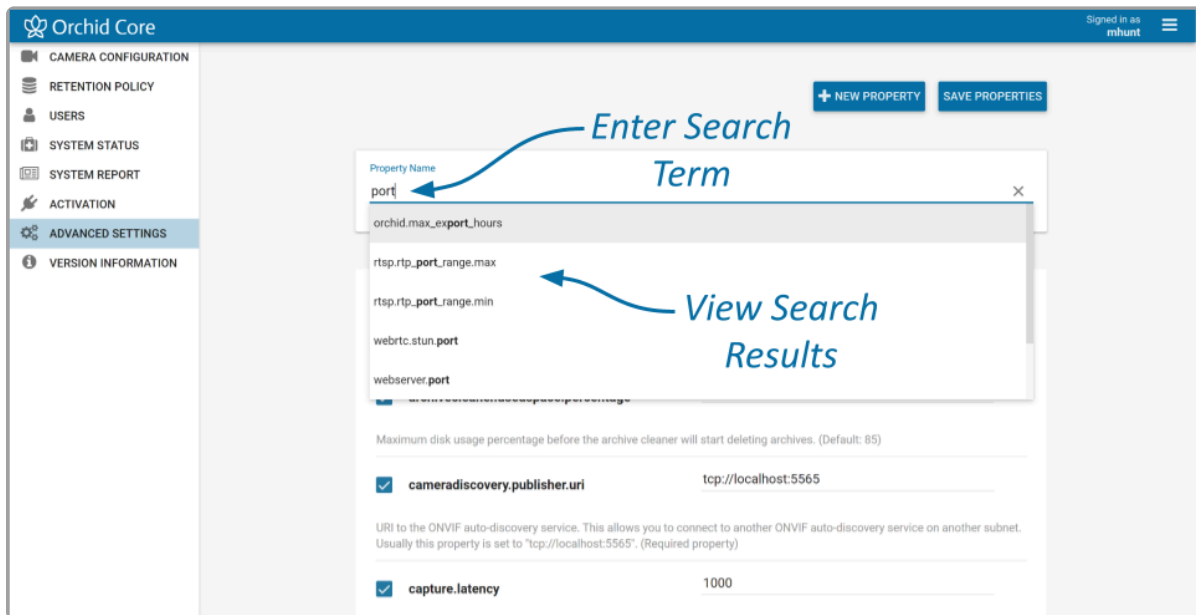 Orchid Core
Signed in as
mhunt
CAMERA CONFIGURATION
RETENTION POLICY
USERS
SYSTEM STATUS
SYSTEM REPORT
ACTIVATION
ADVANCED SETTINGS
VERSION INFORMATION
NEW PROPERTY
SAVE PROPERTIES
Enter Search
Term
Property Name
port
orchid.max_export_hours
rtsp.rtp_port_range.max
rtsp.rtp_port_range.min
webrtc.stun.port
webserver.port
View Search
Results
Maximum disk usage percentage before the archive cleaner will start deleting archives. (Default: 85)
cameradiscovery.publisher.uri
tcp://localhost:5565
URI to the ONVIF auto-discovery service. This allows you to connect to another ONVIF auto-discovery service on another subnet.
Usually this property is set to "tcp://localhost:5565". (Required property)
capture.latency
1000